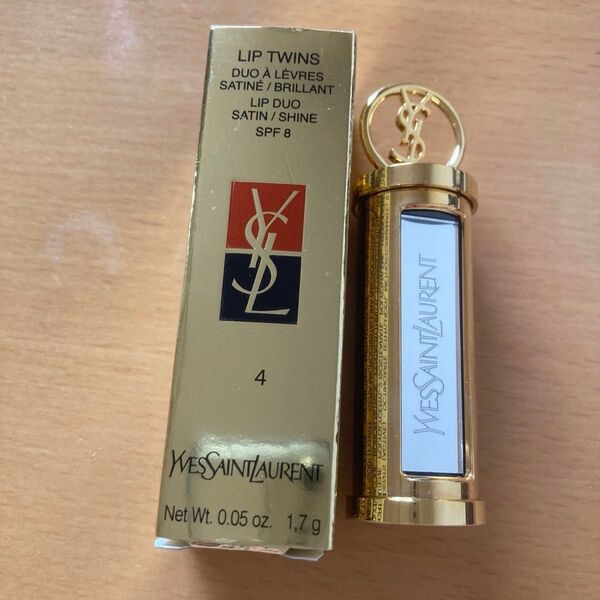 LIP TWINS
DUO À LÈVRES
SATINÉ / BRILLANT
LIP DUO
SATIN / SHINE
SPF 8
YSL
4
YVESSAINTLAURENT
Net Wt. 0.05 oz. 1,7 g
YSL
YVESSAINTLAURENT